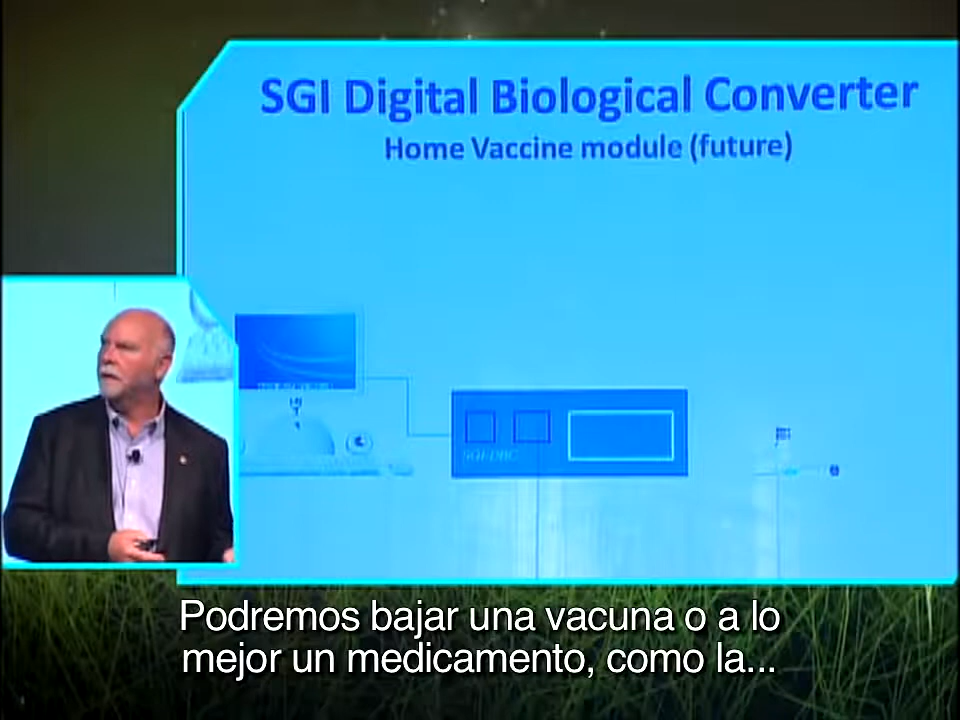 SGI Digital Biological Converter
Home Vaccine module (future)
Podremos bajar una vacuna o a lo
mejor un medicamento, como la...